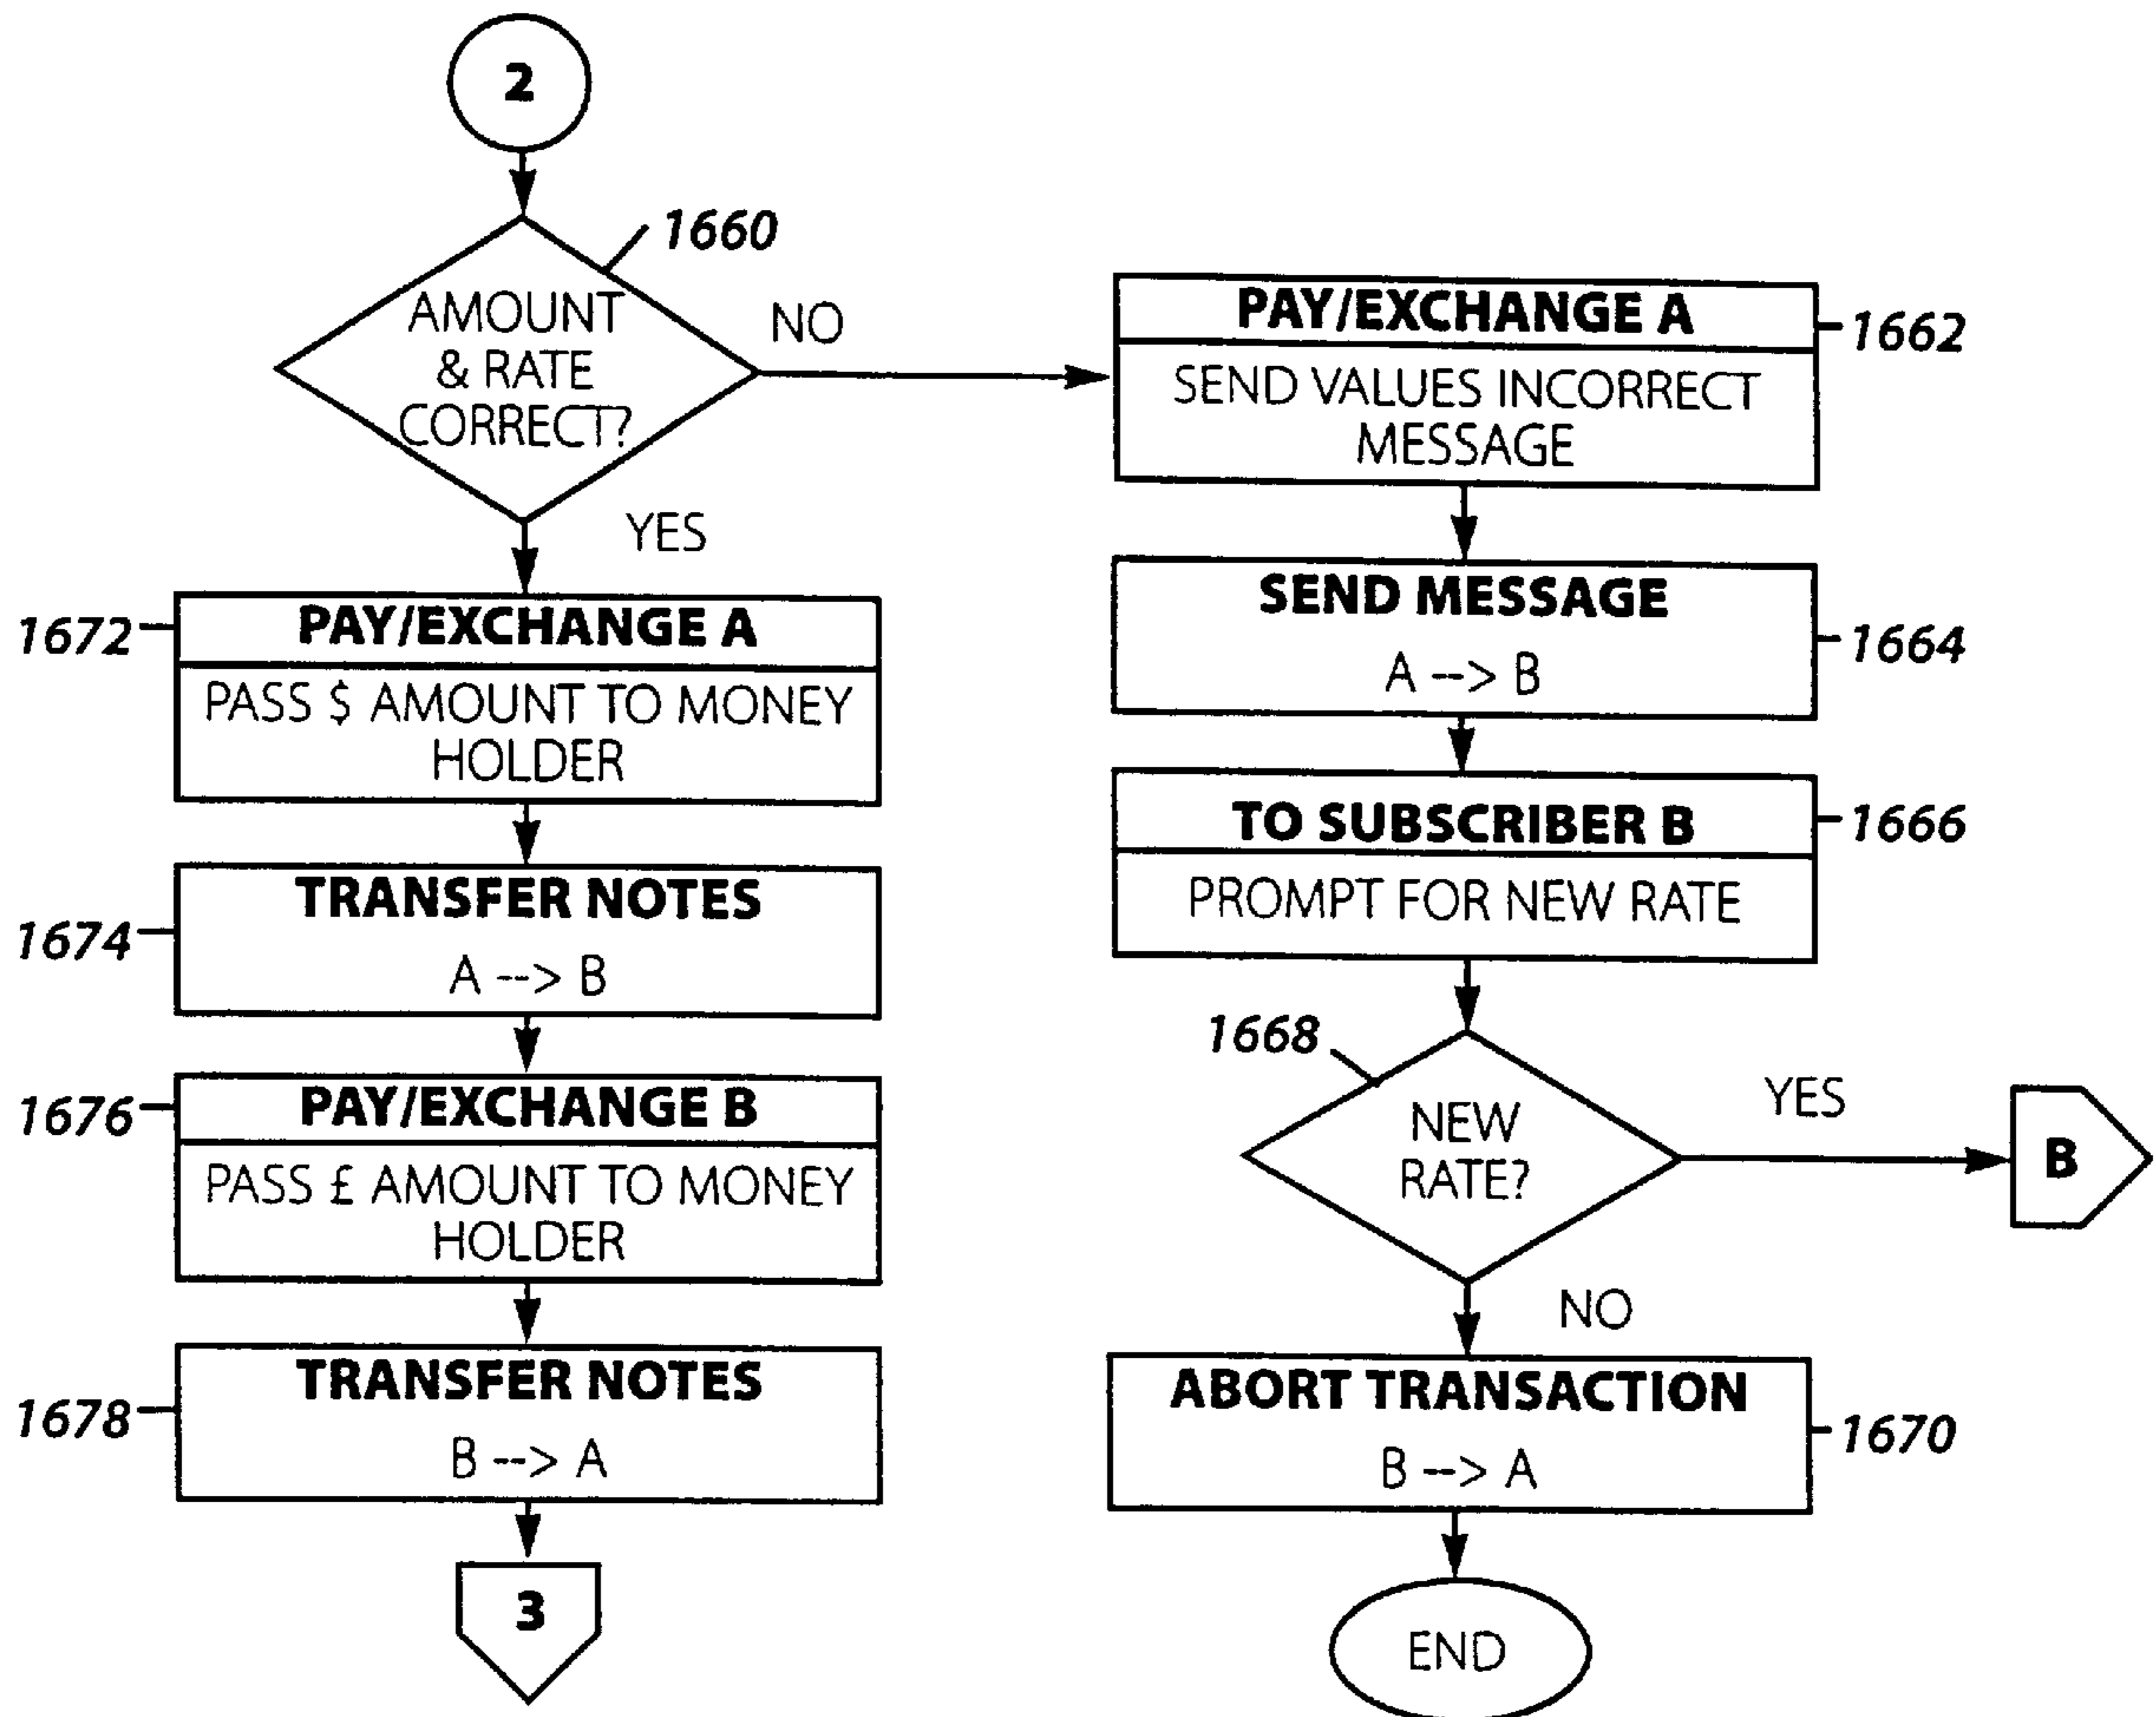 2
1660
AMOUNT
& RATE
CORRECT?
NO
YES
1672
PAY/EXCHANGE A
PASS $ AMOUNT TO MONEY
HOLDER
1674
TRANSFER NOTES
A --> B
1676
PAY/EXCHANGE B
PASS £ AMOUNT TO MONEY
HOLDER
1678
TRANSFER NOTES
B --> A
3
PAY/EXCHANGE A
1662
SEND VALUES INCORRECT
MESSAGE
SEND MESSAGE
1664
A --> B
TO SUBSCRIBER B
1666
PROMPT FOR NEW RATE
1668
NEW
RATE?
YES
B
NO
ABORT TRANSACTION
1670
B --> A
END